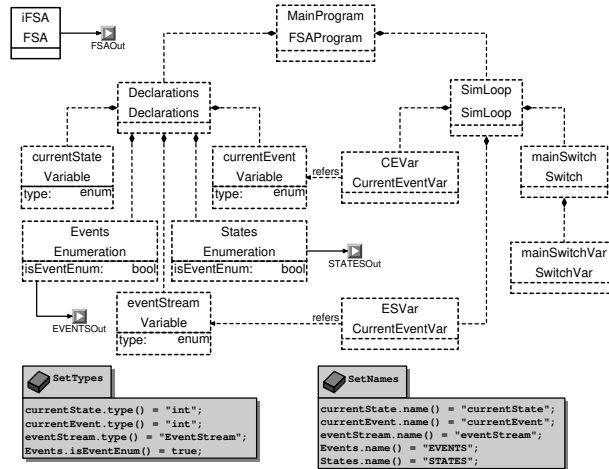 iFSA
FSA
FSAOut
MainProgram
FSAProgram
Declarations
Declarations
SimLoop
SimLoop
currentState
Variable
type: enum
currentEvent
Variable
type: enum
refers
CEVar
CurrentEventVar
mainSwitch
Switch
Events
Enumeration
isEventEnum: bool
States
Enumeration
isEventEnum: bool
STATESOut
mainSwitchVar
SwitchVar
EVENTSOut
eventStream
Variable
type: enum
refers
ESVar
CurrentEventVar
SetTypes
currentState.type() = "int";
currentEvent.type() = "int";
eventStream.type() = "EventStream";
Events.isEventEnum() = true;
SetNames
currentState.name() = "currentState";
currentEvent.name() = "currentEvent";
eventStream.name() = "eventStream";
Events.name() = "EVENTS";
States.name() = "STATES";